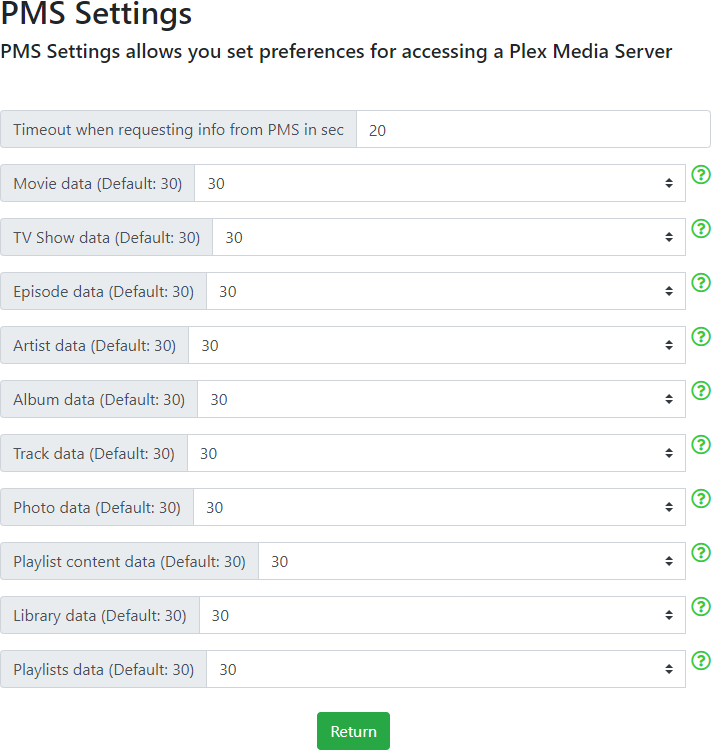 PMS Settings
PMS Settings allows you set preferences for accessing a Plex Media Server
Timeout when requesting info from PMS in sec 20
Movie data (Default: 30) 30
TV Show data (Default: 30) 30
Episode data (Default: 30) 30
Artist data (Default: 30) 30
Album data (Default: 30) 30
Track data (Default: 30) 30
Photo data (Default: 30) 30
Playlist content data (Default: 30) 30
Library data (Default: 30) 30
Playlists data (Default: 30) 30
Return